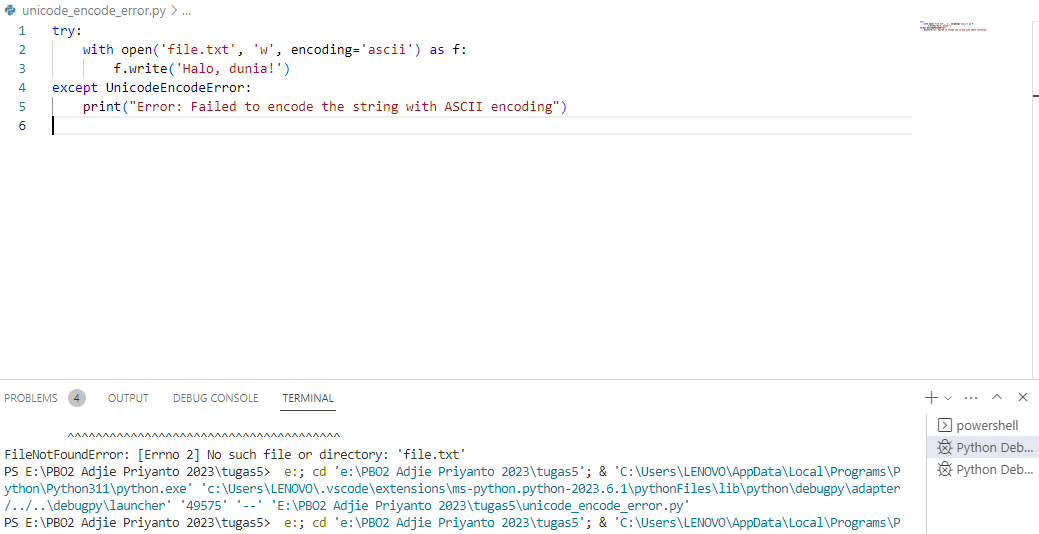 unicode_encode_error.py > ...
1 try:
2     with open('file.txt', 'w', encoding='ascii') as f:
3         f.write('Halo, dunia!')
4 except UnicodeEncodeError:
5     print("Error: Failed to encode the string with ASCII encoding")
6
PROBLEMS 4 OUTPUT DEBUG CONSOLE TERMINAL
^^^^^^^^^^^^^^^^^^^^^^^^^^^^^^^^^^^^^^^
powershell
FileNotFoundError: [Errno 2] No such file or directory: 'file.txt'
Python Deb...
PS E:\PBO2 Adjie Priyanto 2023\tugas5>  e:; cd 'e:\PBO2 Adjie Priyanto 2023\tugas5'; & 'C:\Users\LENOVO\AppData\Local\Programs\P
Python Deb...
ython\Python311\python.exe' 'c:\Users\LENOVO\.vscode\extensions\ms-python.python-2023.6.1\pythonFiles\lib\python\debugpy\adapter
/../..\debugpy\launcher' '49575' '--' 'E:\PBO2 Adjie Priyanto 2023\tugas5\unicode_encode_error.py'
PS E:\PBO2 Adjie Priyanto 2023\tugas5>  e:; cd 'e:\PBO2 Adjie Priyanto 2023\tugas5'; & 'C:\Users\LENOVO\AppData\Local\Programs\P